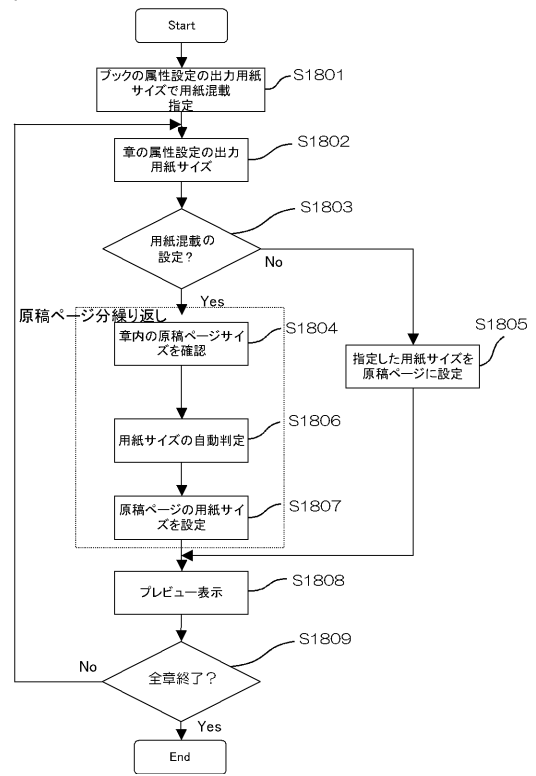 Start
ブックの属性設定の出力用紙
サイズで用紙混載
指定
S1801
章の属性設定の出力
用紙サイズ
S1802
用紙混載の
設定?
S1803
No
Yes
原稿ページ分繰り返し
章内の原稿ページサイ
ズを確認
S1804
指定した用紙サイズを
原稿ページに設定
S1805
用紙サイズの自動判定
S1806
原稿ページの用紙サイ
ズを設定
S1807
プレビュー表示
S1808
全章終了?
S1809
No
Yes
End